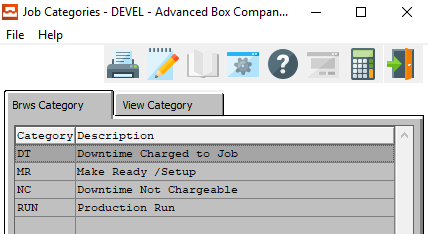 Job Categories - DEVEL - Advanced Box Compan...
File Help
Brws Category View Category
Category Description
DT Downtime Charged to Job
MR Make Ready /Setup
NC Downtime Not Chargeable
RUN Production Run